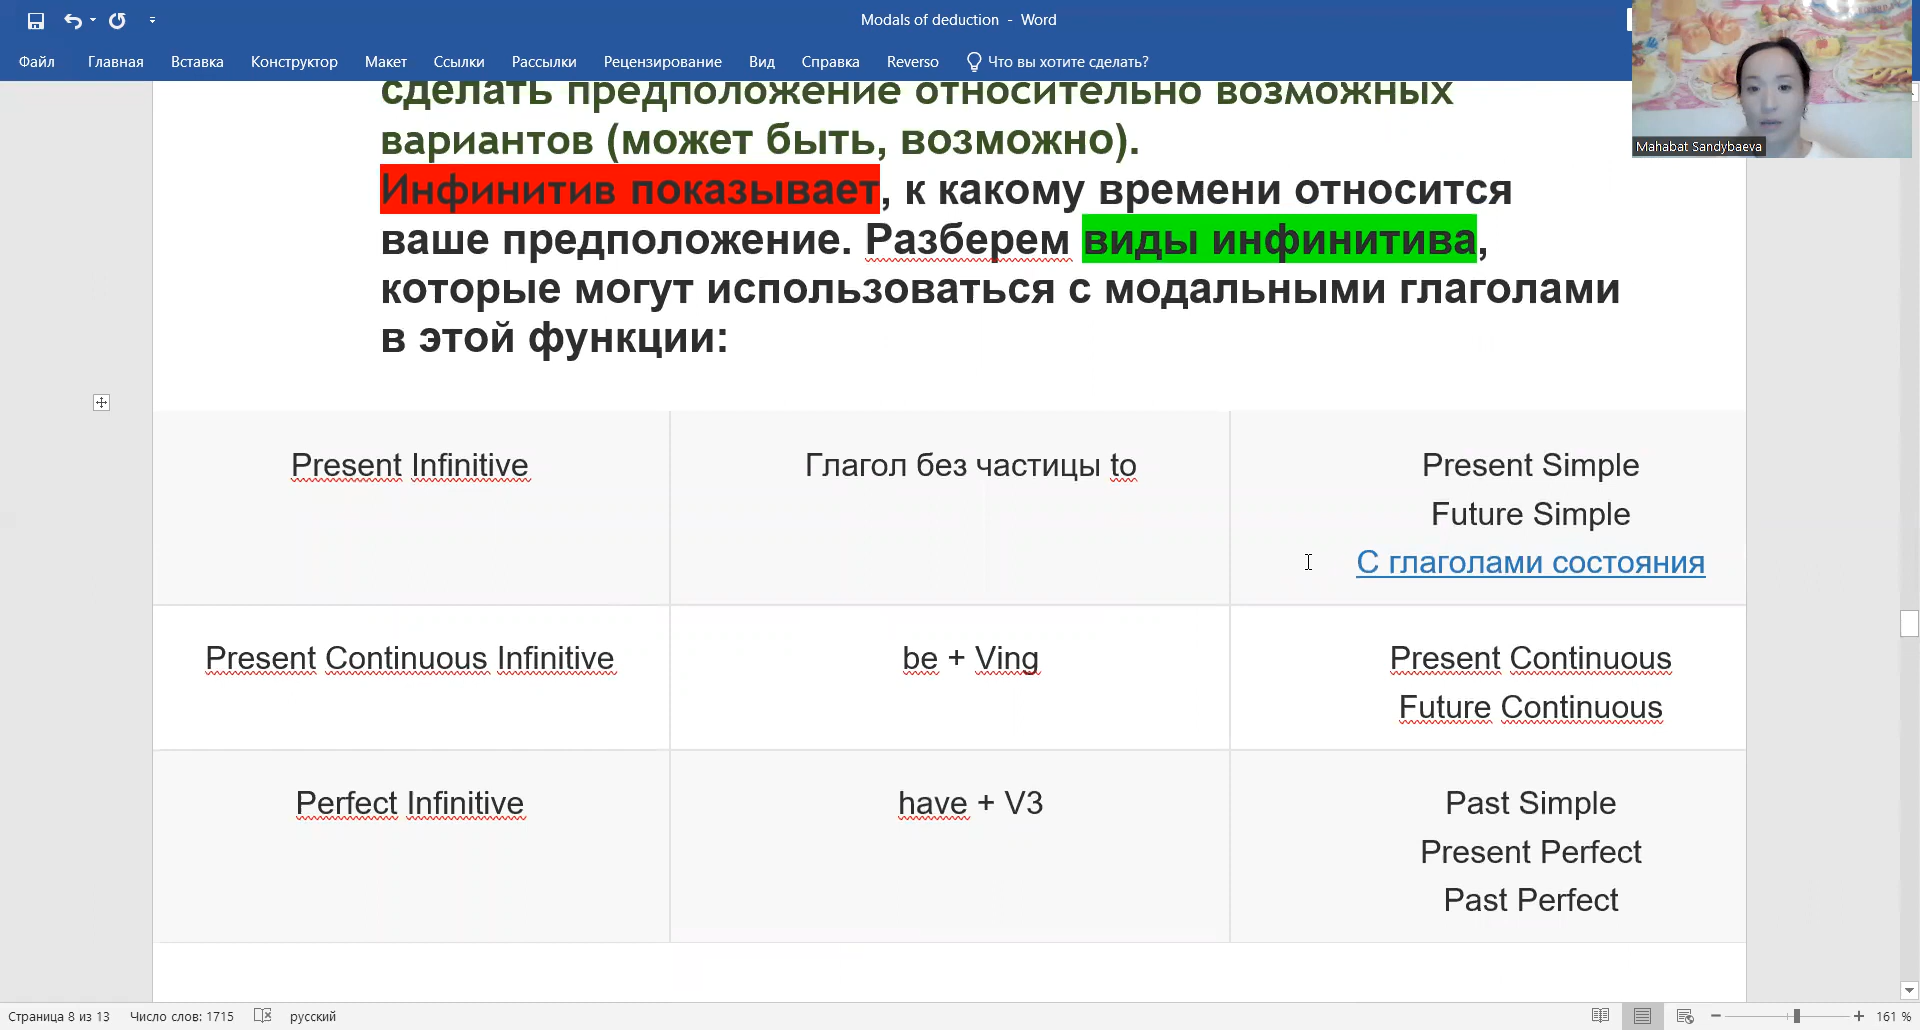 Modals of deduction - Word
Файл Главная Вставка Конструктор Макет Ссылки Рассылки Рецензирование Вид Справка Reverso Что вы хотите сделать?
Mahabat Sandybaeva
сделать предположение относительно возможных
вариантов (может быть, возможно).
Инфинитив показывает, к какому времени относится
ваше предположение. Разберем виды инфинитива,
которые могут использоваться с модальными глаголами
в этой функции:
Present Infinitive
Глагол без частицы to
Present Simple
Future Simple
С глаголами состояния
Present Continuous Infinitive
be + Ving
Present Continuous
Future Continuous
Perfect Infinitive
have + V3
Past Simple
Present Perfect
Past Perfect
Страница 8 из 13 Число слов: 1715 русский 161 %